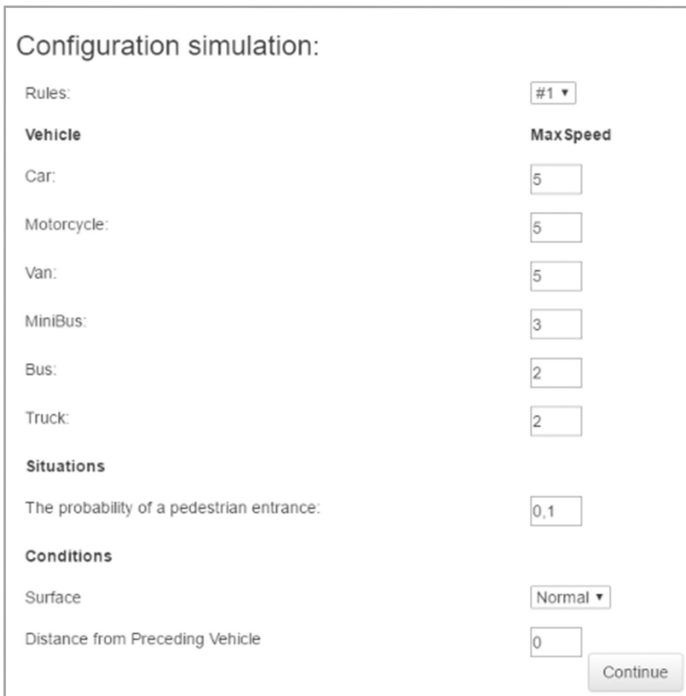 Configuration simulation:
Rules: #1
Vehicle MaxSpeed
Car: 5
Motorcycle: 5
Van: 5
MiniBus: 3
Bus: 2
Truck: 2
Situations
The probability of a pedestrian entrance: 0,1
Conditions
Surface Normal
Distance from Preceding Vehicle 0
Continue